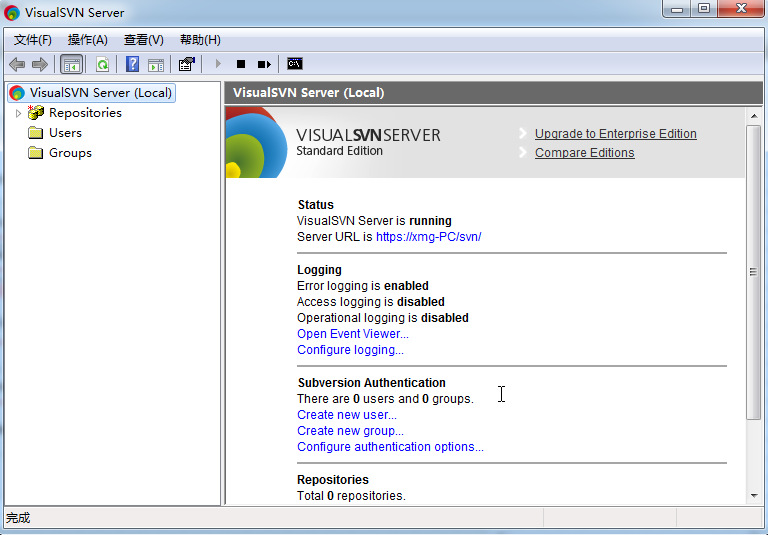 VisualSVN Server
文件(F) 操作(A) 查看(V) 帮助(H)
VisualSVN Server (Local)
Repositories
Users
Groups
VisualSVN Server (Local)
VISUALSVNSERVER
Standard Edition
Upgrade to Enterprise Edition
Compare Editions
Status
VisualSVN Server is running
Server URL is https://xmg-PC/svn/
Logging
Error logging is enabled
Access logging is disabled
Operational logging is disabled
Open Event Viewer...
Configure logging...
Subversion Authentication
There are 0 users and 0 groups.
Create new user...
Create new group...
Configure authentication options...
Repositories
Total 0 repositories.
完成